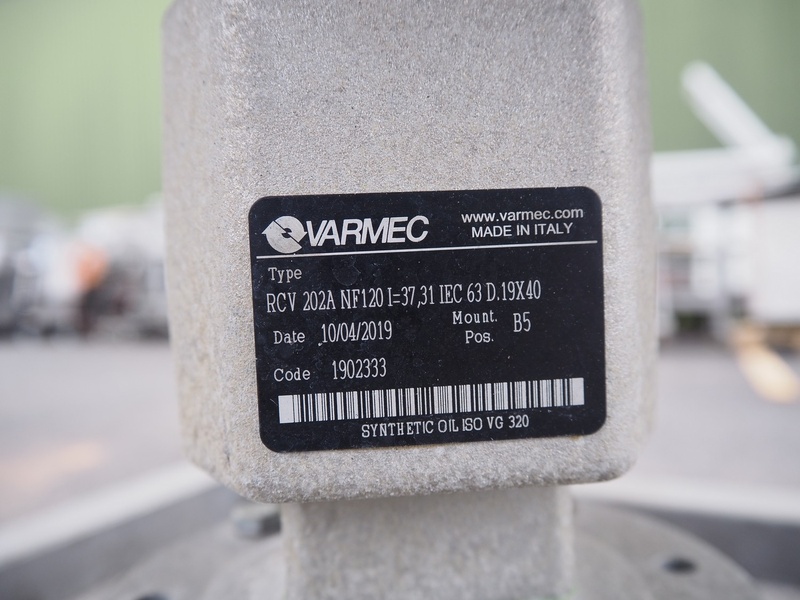 VARMEC
www.varmec.com
MADE IN ITALY
Type
RCV 202A NF120 I=37,31 IEC 63 D.19X40
Date 10/04/2019 Mount. Pos. B5
Code 1902333
SYNTHETIC OIL ISO VG 320